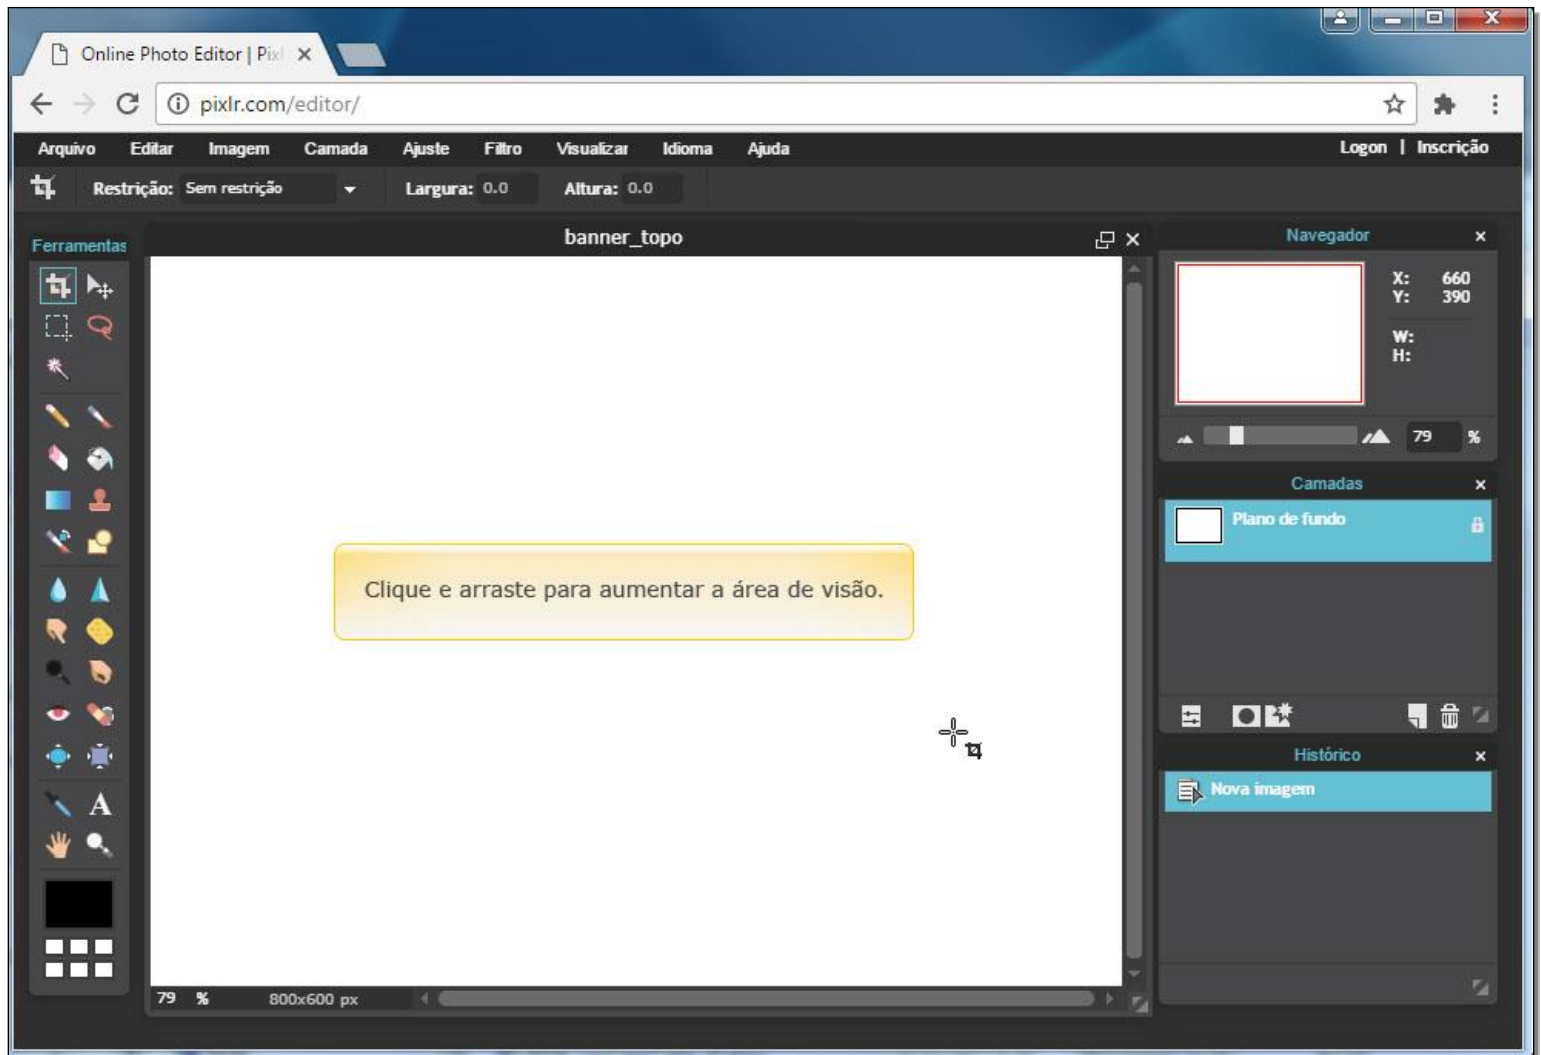 Online Photo Editor | Pixl
pixlr.com/editor/
Arquivo Editar Imagem Camada Ajuste Filtro Visualizar Idioma Ajuda Logon | Inscrição
Restrição: Sem restrição Largura: 0.0 Altura: 0.0
Ferramentas
banner_topo
Navegador
X: 660
Y: 390
W:
H:
79 %
Camadas
Plano de fundo
Clique e arraste para aumentar a área de visão.
Histórico
Nova imagem
A
79 % 800x600 px